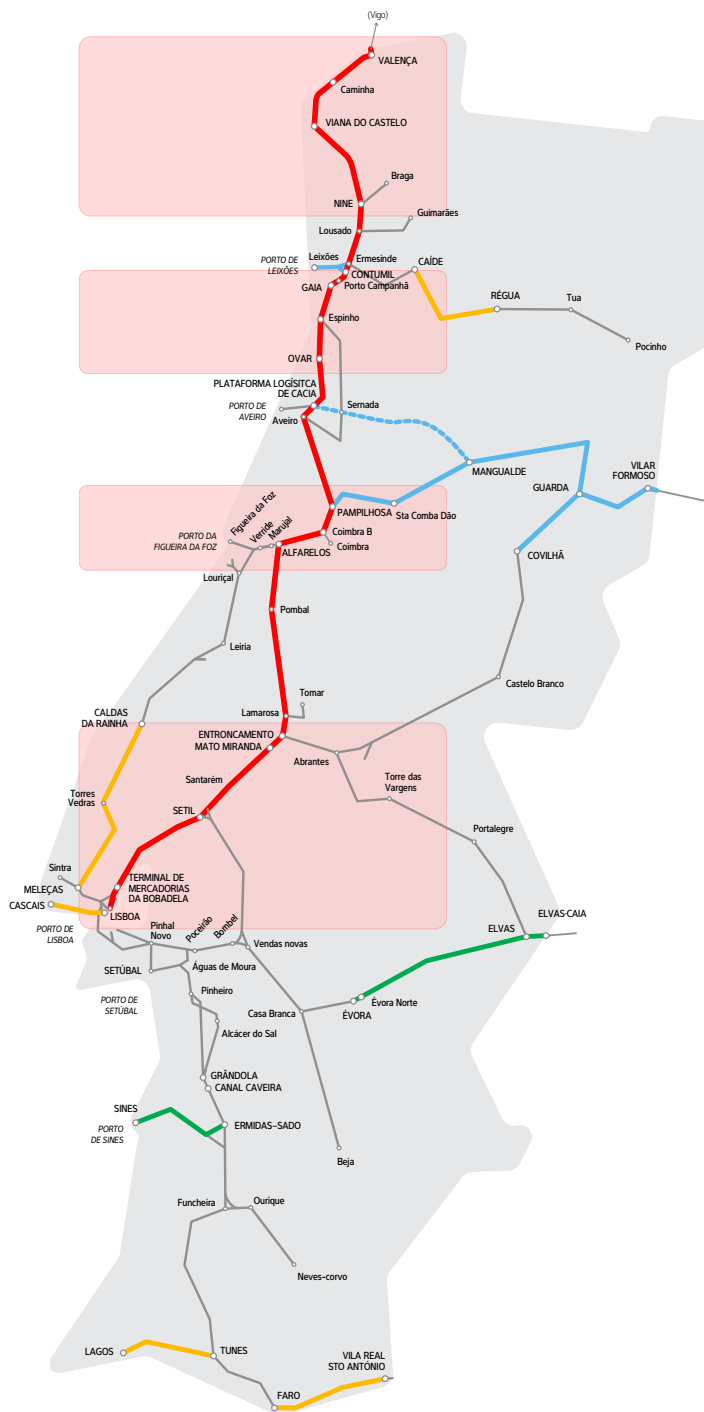 (Vigo)
VALENÇA
Caminha
VIANA DO CASTELO
Braga
NINE
Guimarães
Lousado
Leixões
Ermesinde
PORTO DE
LEIXÕES
CAÍDE
CONTUMIL
GAIA
Porto Campanhã
RÉGUA
Tua
Espinho
Pocinho
OVAR
PLATAFORMA LOGÍSITCA
DE CACIA
PORTO DE
AVEIRO
Sernada
Aveiro
MANGUALDE
VILAR
FORMOSO
GUARDA
PAMPILHOSA
Sta Comba Dão
Figueira da Foz
Verride
Marujal
PORTO DA
FIGUEIRA DA FOZ
Coimbra B
Coimbra
ALFARELOS
COVILHÃ
Louriçal
Pombal
Leiria
Castelo Branco
Tomar
Lamarosa
CALDAS
DA RAINHA
ENTRONCAMENTO
MATO MIRANDA
Abrantes
Santarém
Torre das
Vargens
Torres
Vedras
SETIL
Portalegre
Sintra
MELEÇAS
TERMINAL DE
MERCADORIAS
DA BOBADELA
CASCAIS
LISBOA
PORTO DE
LISBOA
Pinhal
Novo
Poceirão
Bombel
ELVAS
ELVAS-CAIA
Vendas novas
SETÚBAL
Águas de Moura
PORTO DE
SETÚBAL
Pinheiro
Évora Norte
ÉVORA
Casa Branca
Alcácer do Sal
GRÂNDOLA
CANAL CAVEIRA
SINES
PORTO
DE SINES
ERMIDAS-SADO
Beja
Funcheira
Ourique
Neves-corvo
LAGOS
TUNES
VILA REAL
STO ANTÓNIO
FARO